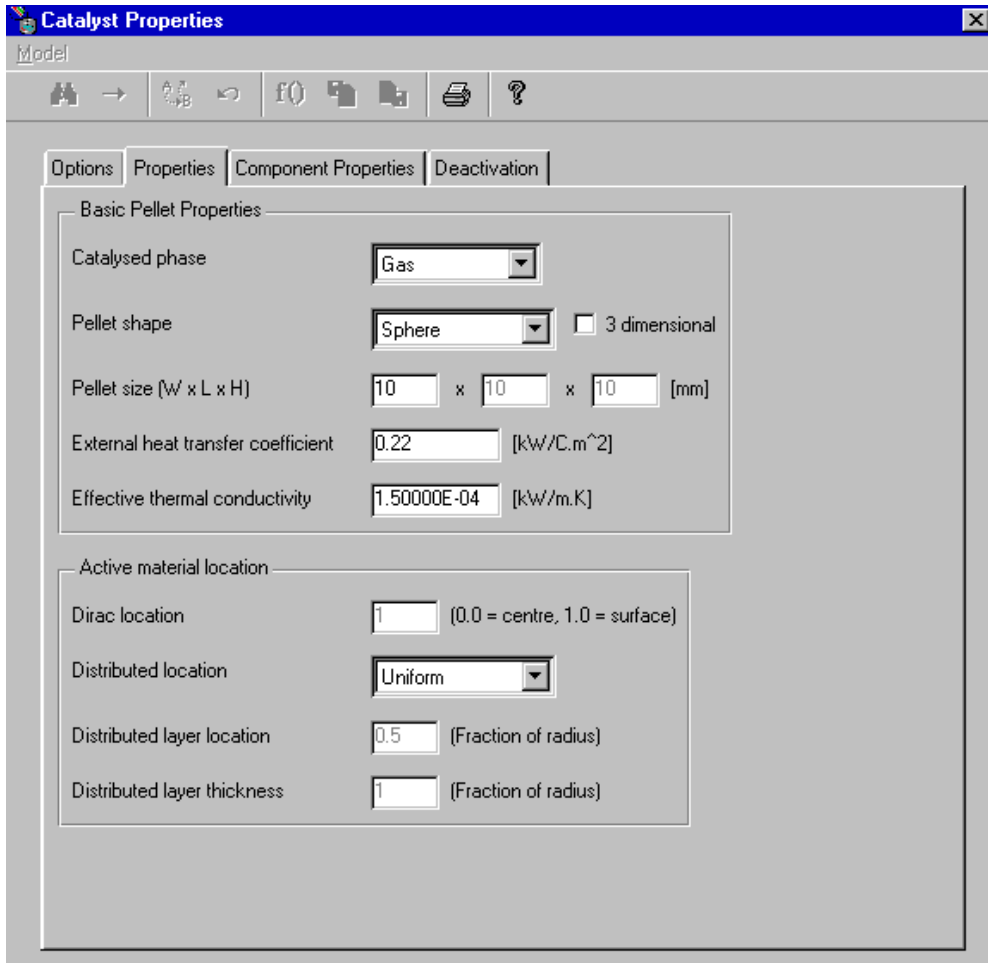 Catalyst Properties
Model
A B f() ?
Options Properties Component Properties Deactivation
Basic Pellet Properties
Catalysed phase Gas
Pellet shape Sphere 3 dimensional
Pellet size (W x L x H) 10 x 10 x 10 [mm]
External heat transfer coefficient 0.22 [kW/C.m^2]
Effective thermal conductivity 1.50000E-04 [kW/m.K]
Active material location
Dirac location 1 (0.0 = centre, 1.0 = surface)
Distributed location Uniform
Distributed layer location 0.5 (Fraction of radius)
Distributed layer thickness 1 (Fraction of radius)